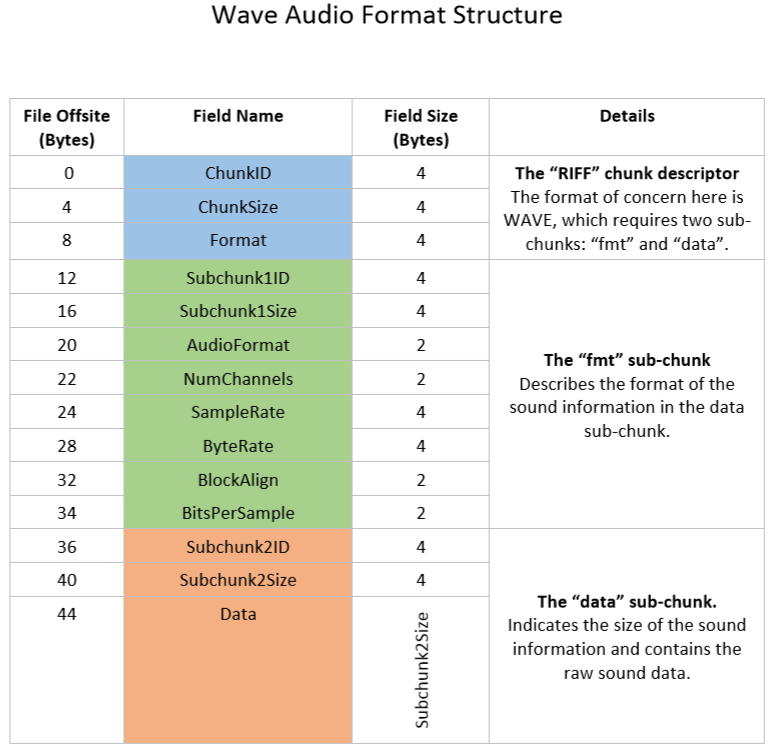 Wave Audio Format Structure
File Offsite
(Bytes)
Field Name
Field Size
(Bytes)
Details
0
ChunkID
4
4
ChunkSize
4
8
Format
4
The “RIFF” chunk descriptor
The format of concern here is
WAVE, which requires two sub-
chunks: “fmt” and “data”.
12
Subchunk1ID
4
16
Subchunk1Size
4
20
AudioFormat
2
22
NumChannels
2
24
SampleRate
4
28
ByteRate
4
32
BlockAlign
2
34
BitsPerSample
2
The “fmt” sub-chunk
Describes the format of the
sound information in the data
sub-chunk.
36
Subchunk2ID
4
40
Subchunk2Size
4
44
Data
Subchunk2Size
The “data” sub-chunk.
Indicates the size of the sound
information and contains the
raw sound data.